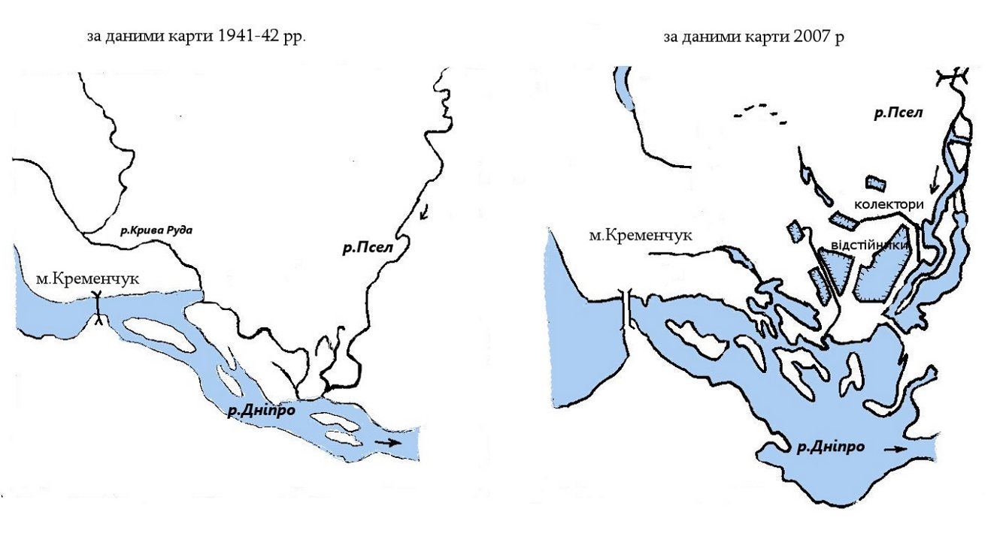 за даними карти 1941-42 рр.
р.Крива Руда
р.Псел
м.Кременчук
р.Дніпро
за даними карти 2007 р
р.Псел
колектори
м.Кременчук
відстійники
р.Дніпро